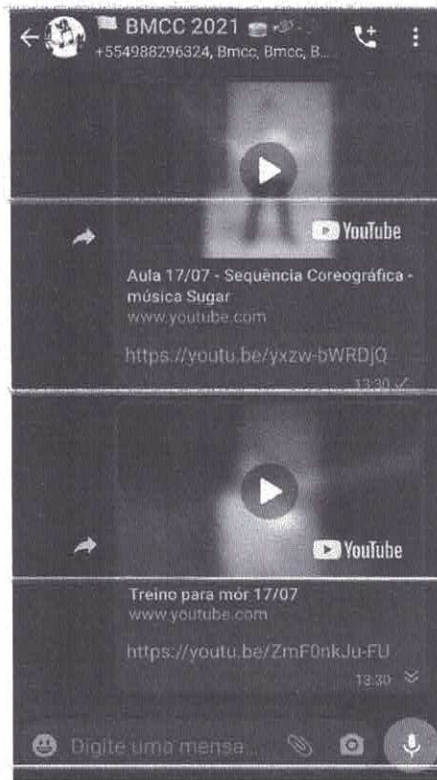 BMCC 2021
+554988296324, Bmcc, Bmcc, B...
YouTube
Aula 17/07 - Sequência Coreográfica -
música Sugar
www.youtube.com
https://youtu.be/yxzw-bWRDjQ
13:30
YouTube
Treino para mór 17/07
www.youtube.com
https://youtu.be/ZmF0nkJu-FU
13:30
Digite uma mensa...